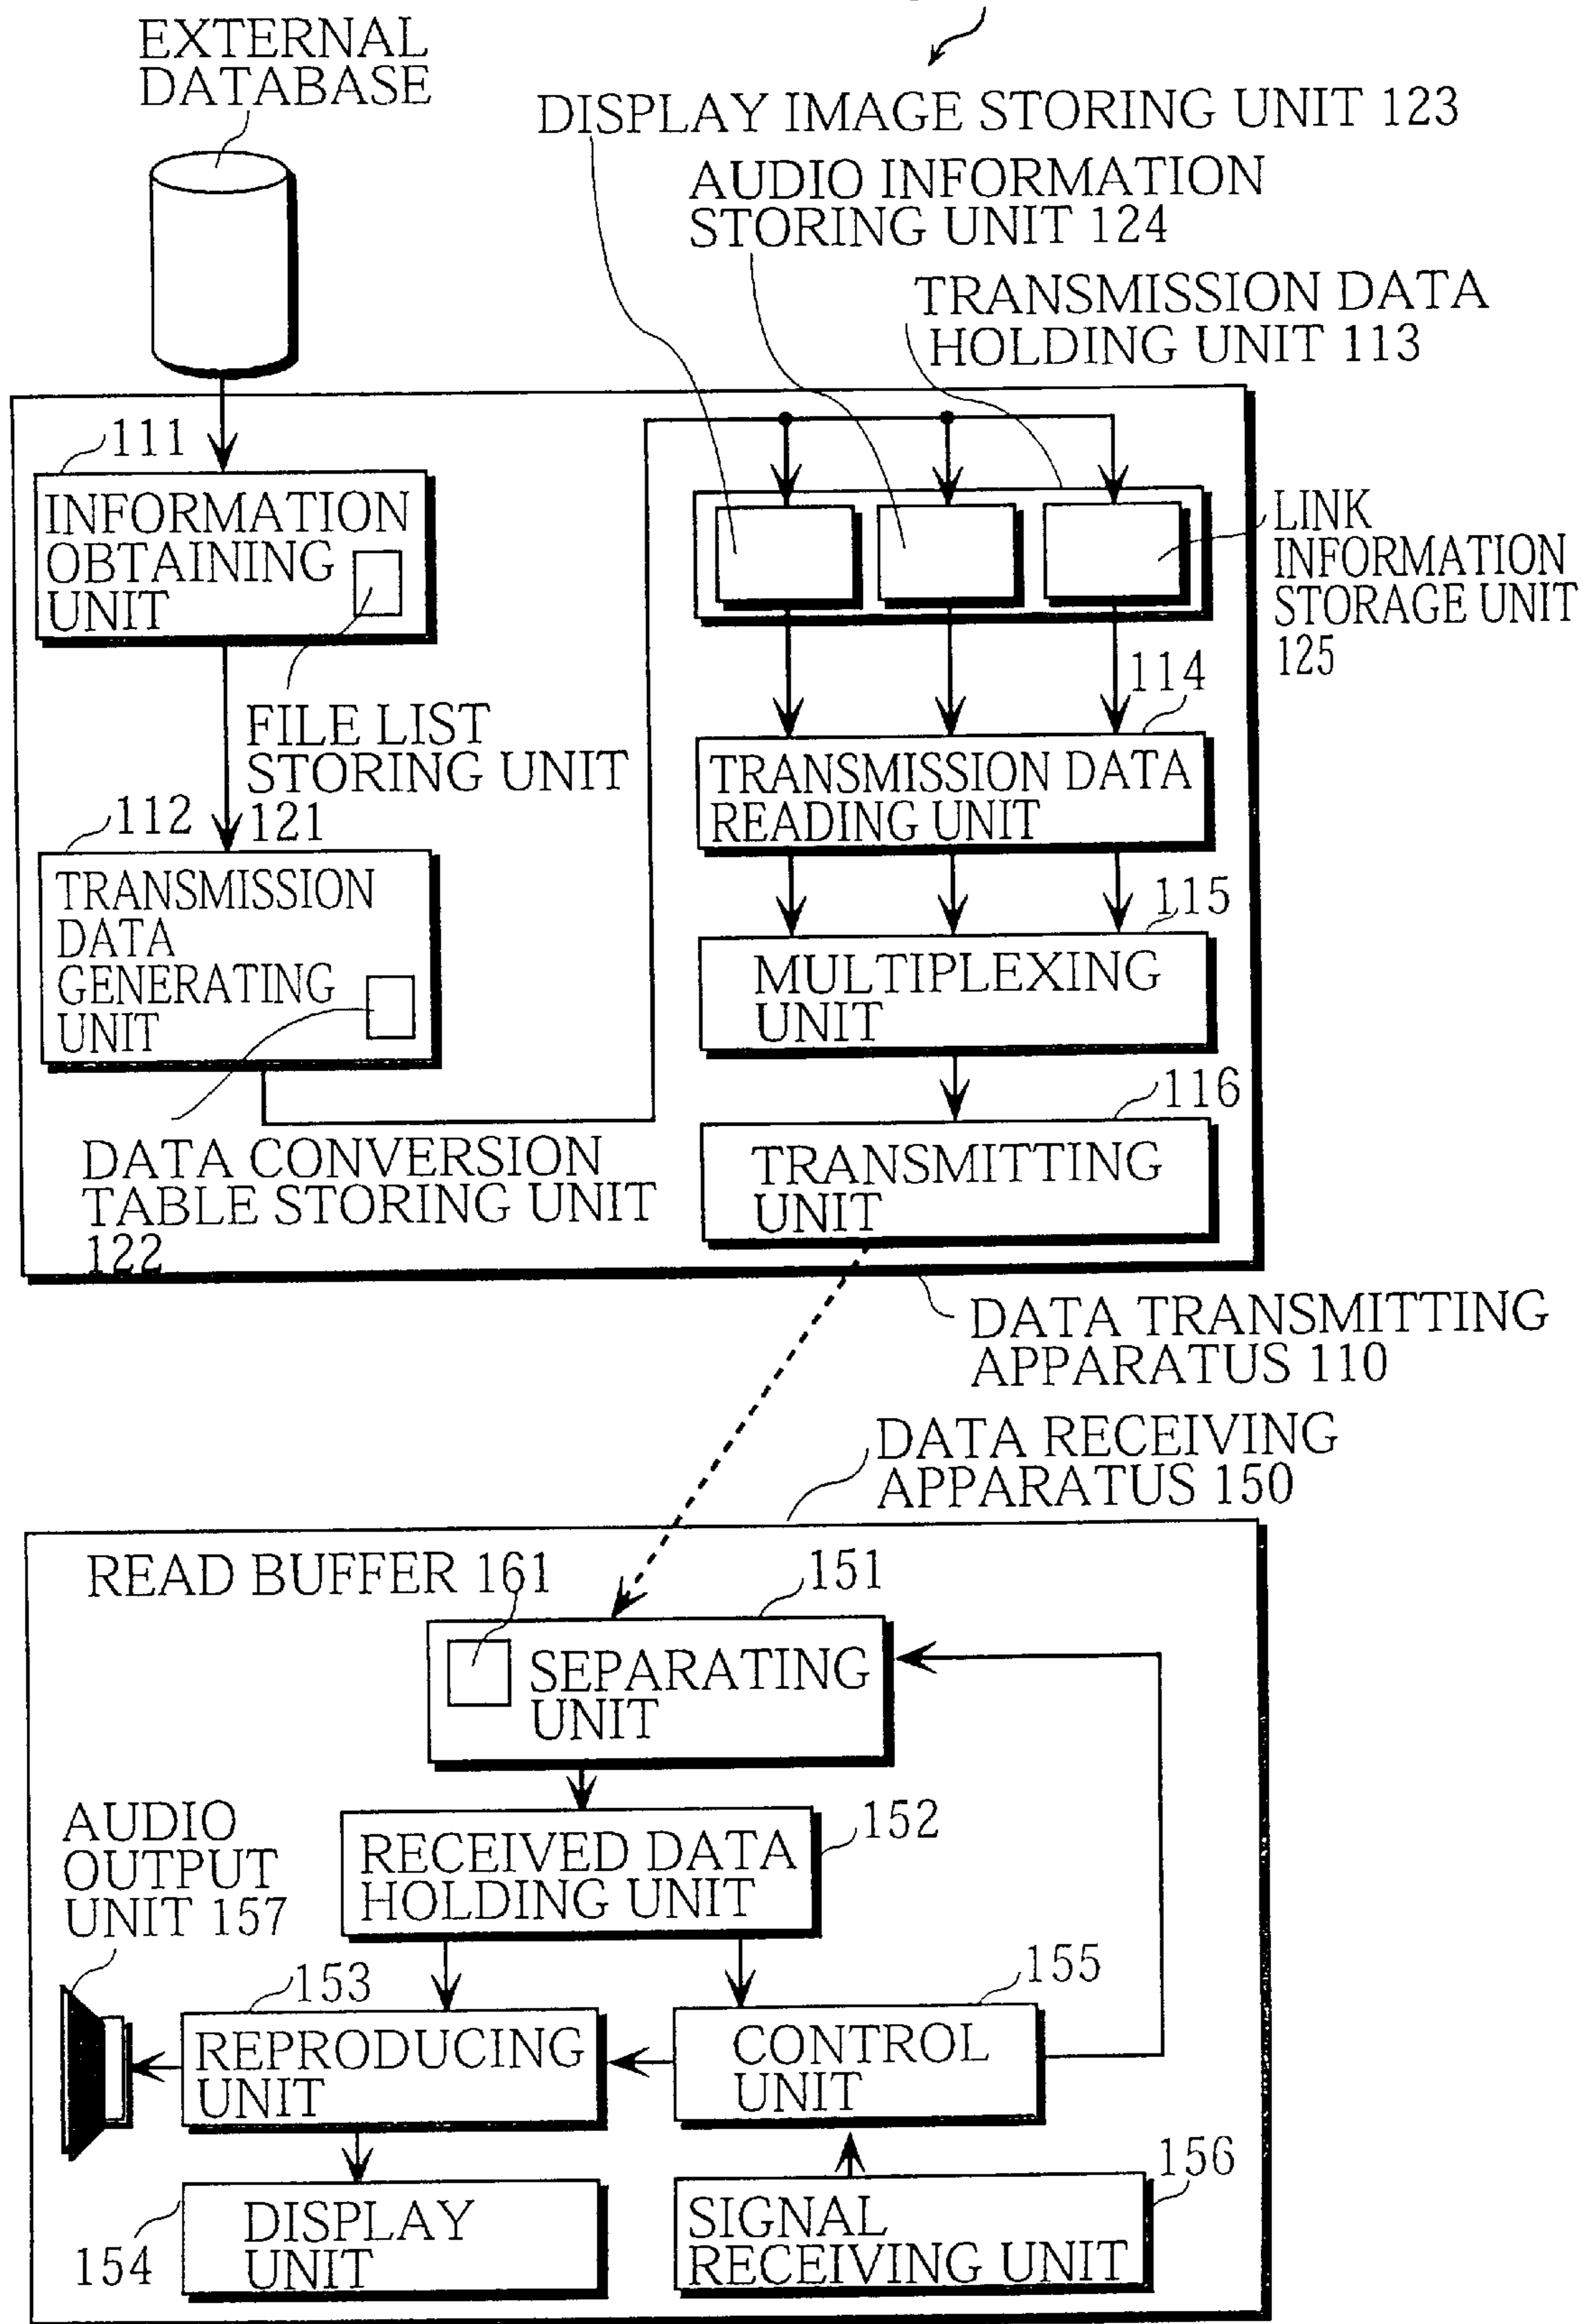 EXTERNAL
DATABASE
DISPLAY IMAGE STORING UNIT 123
AUDIO INFORMATION
STORING UNIT 124
TRANSMISSION DATA
HOLDING UNIT 113
111
INFORMATION
OBTAINING
UNIT
LINK
INFORMATION
STORAGE UNIT
125
FILE LIST
STORING UNIT
121
114
TRANSMISSION DATA
READING UNIT
112
TRANSMISSION
DATA
GENERATING
UNIT
115
MULTIPLEXING
UNIT
116
TRANSMITTING
UNIT
DATA CONVERSION
TABLE STORING UNIT
122
DATA TRANSMITTING
APPARATUS 110
DATA RECEIVING
APPARATUS 150
READ BUFFER 161
151
SEPARATING
UNIT
AUDIO
OUTPUT
UNIT 157
152
RECEIVED DATA
HOLDING UNIT
153
REPRODUCING
UNIT
155
CONTROL
UNIT
154
DISPLAY
UNIT
156
SIGNAL
RECEIVING UNIT